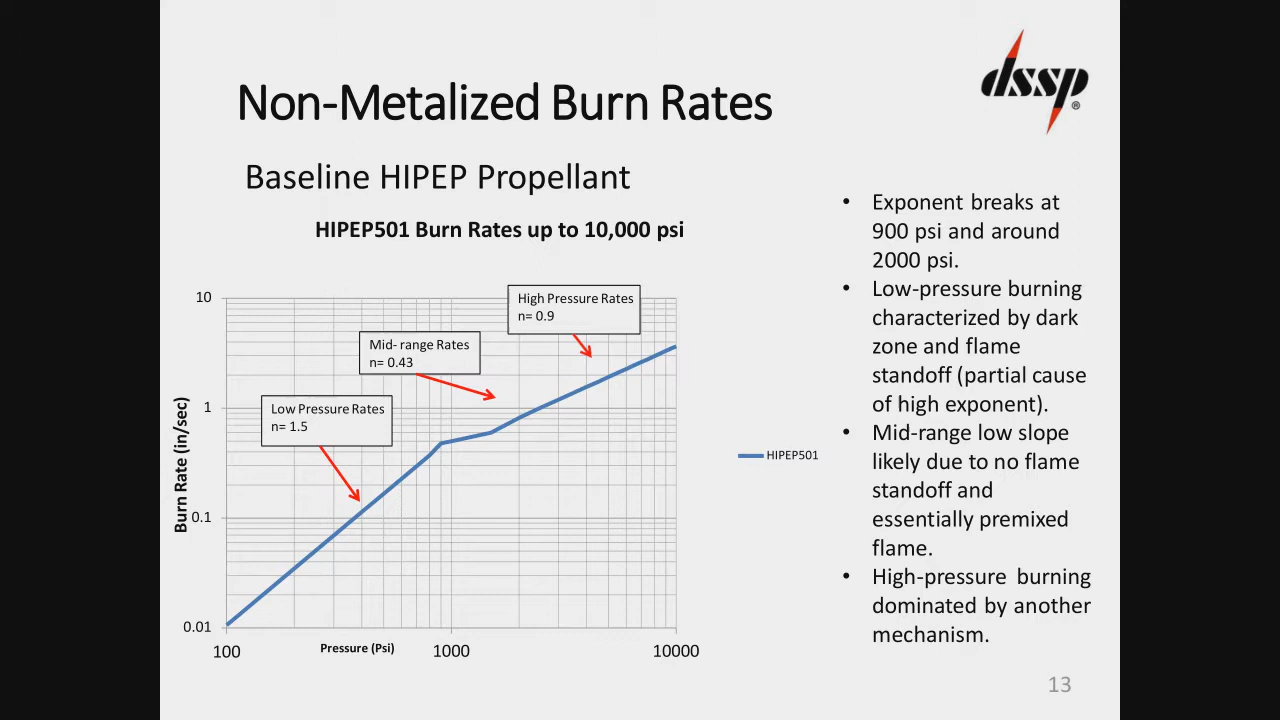 dssp®
Non-Metalized Burn Rates
Baseline HIPEP Propellant
HIPEP501 Burn Rates up to 10,000 psi
10
1
0.1
0.01
Burn Rate (in/sec)
100
Pressure (Psi)
1000
10000
Low Pressure Rates
n= 1.5
Mid- range Rates
n= 0.43
High Pressure Rates
n= 0.9
HIPEP501
• Exponent breaks at
900 psi and around
2000 psi.
• Low-pressure burning
characterized by dark
zone and flame
standoff (partial cause
of high exponent).
• Mid-range low slope
likely due to no flame
standoff and
essentially premixed
flame.
• High-pressure burning
dominated by another
mechanism.
13